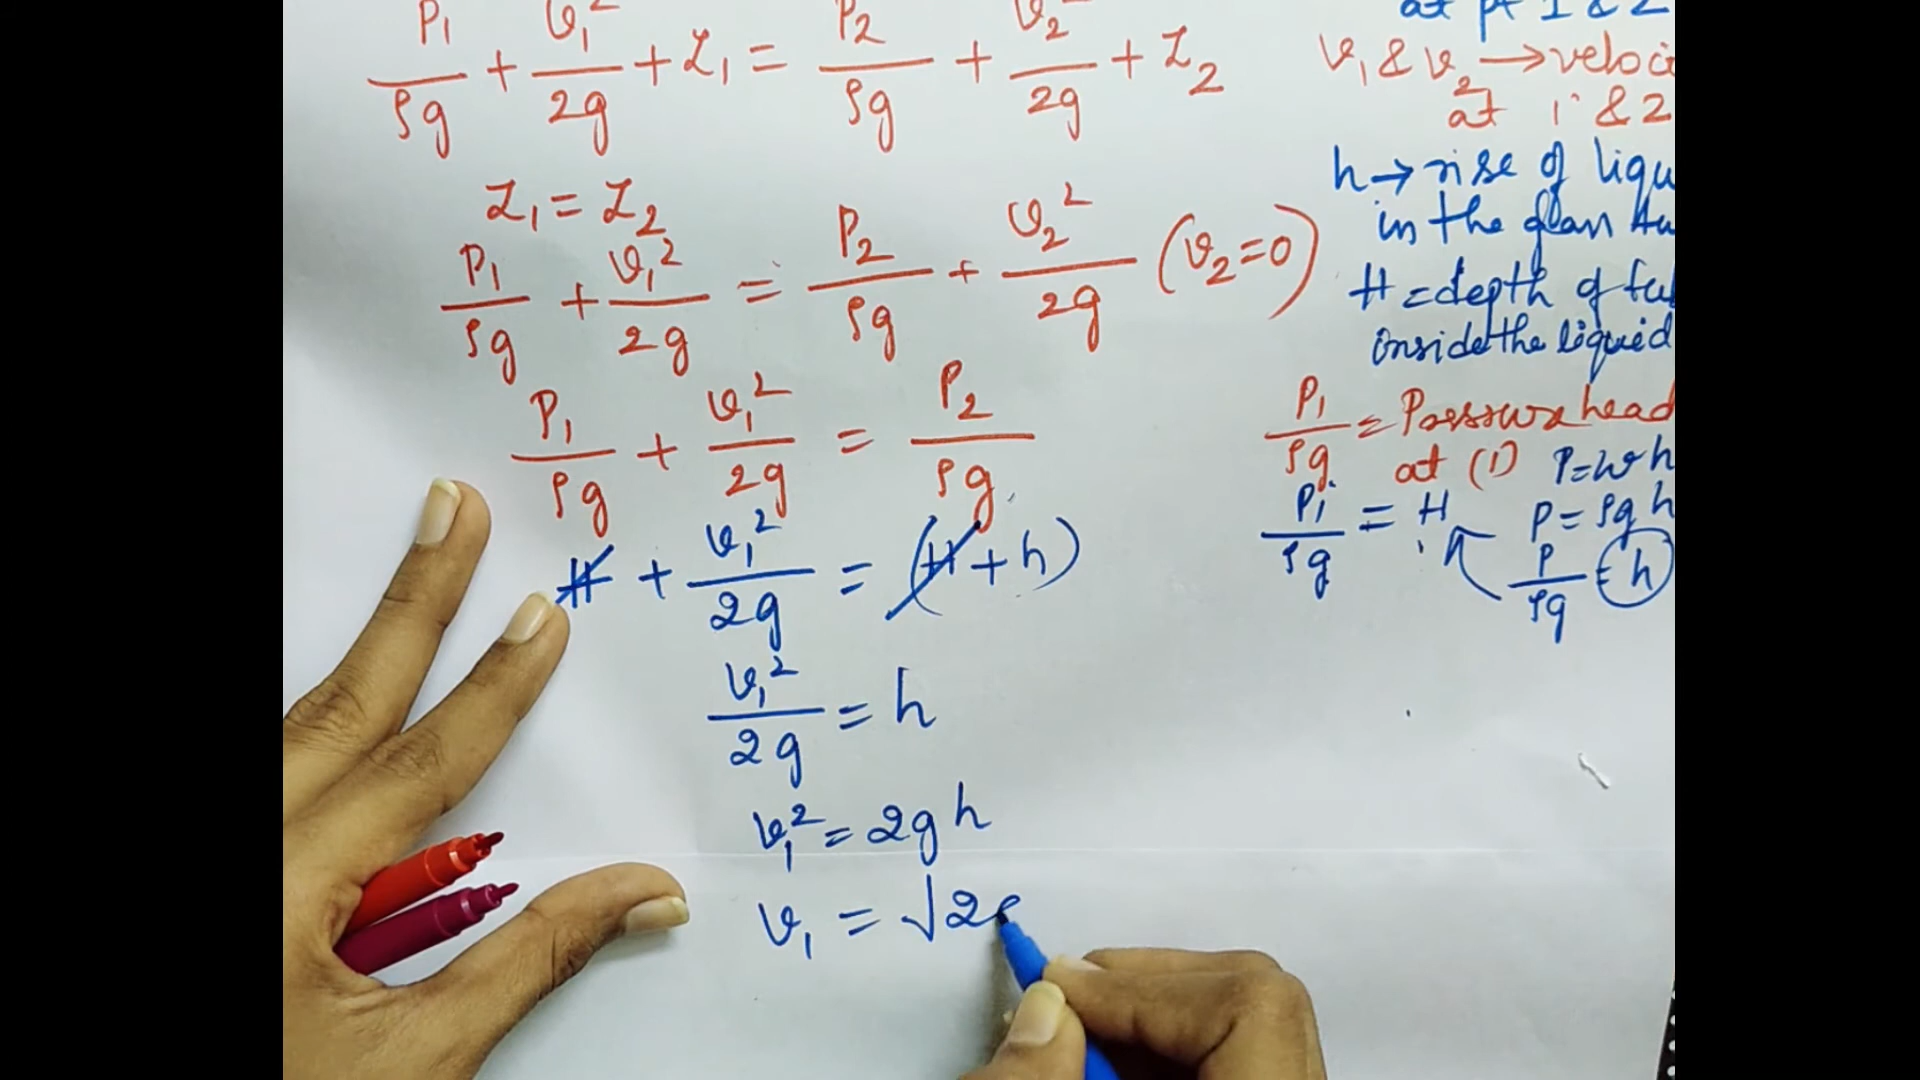 P₁/ρg + v₁²/2g + Z₁ = P₂/ρg + v₂²/2g + Z₂
Z₁ = Z₂
P₁/ρg + v₁²/2g = P₂/ρg + v₂²/2g (v₂=0)
P₁/ρg + v₁²/2g = P₂/ρg
H + v₁²/2g = (H + h)
v₁²/2g = h
v₁² = 2gh
v₁ = √2
at pt 1 & 2
v₁ & v₂ → veloci
at 1 & 2
h → rise of liqu
in the glass tu
H = depth of tu
inside the liquid
P₁/ρg = Pressure head
at (1) P = wh
P₁/ρg = H P = ρgh
P/ρg = h